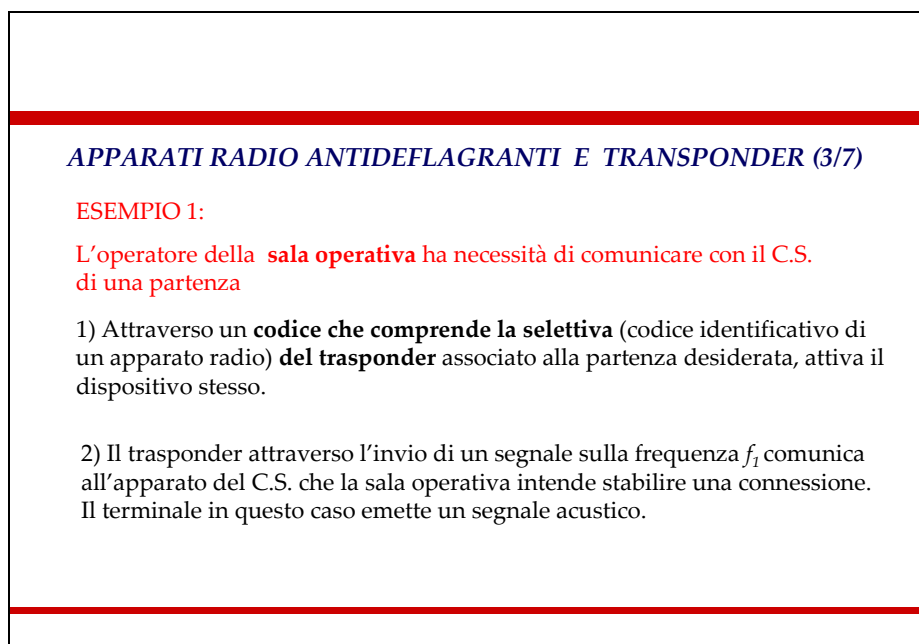 APPARATI RADIO ANTIDEFLAGRANTI E TRANSPONDER (3/7)
ESEMPIO 1:
L'operatore della sala operativa ha necessità di comunicare con il C.S.
di una partenza
1) Attraverso un codice che comprende la selettiva (codice identificativo di
un apparato radio) del trasponder associato alla partenza desiderata, attiva il
dispositivo stesso.
2) Il trasponder attraverso l'invio di un segnale sulla frequenza f1 comunica
all'apparato del C.S. che la sala operativa intende stabilire una connessione.
Il terminale in questo caso emette un segnale acustico.